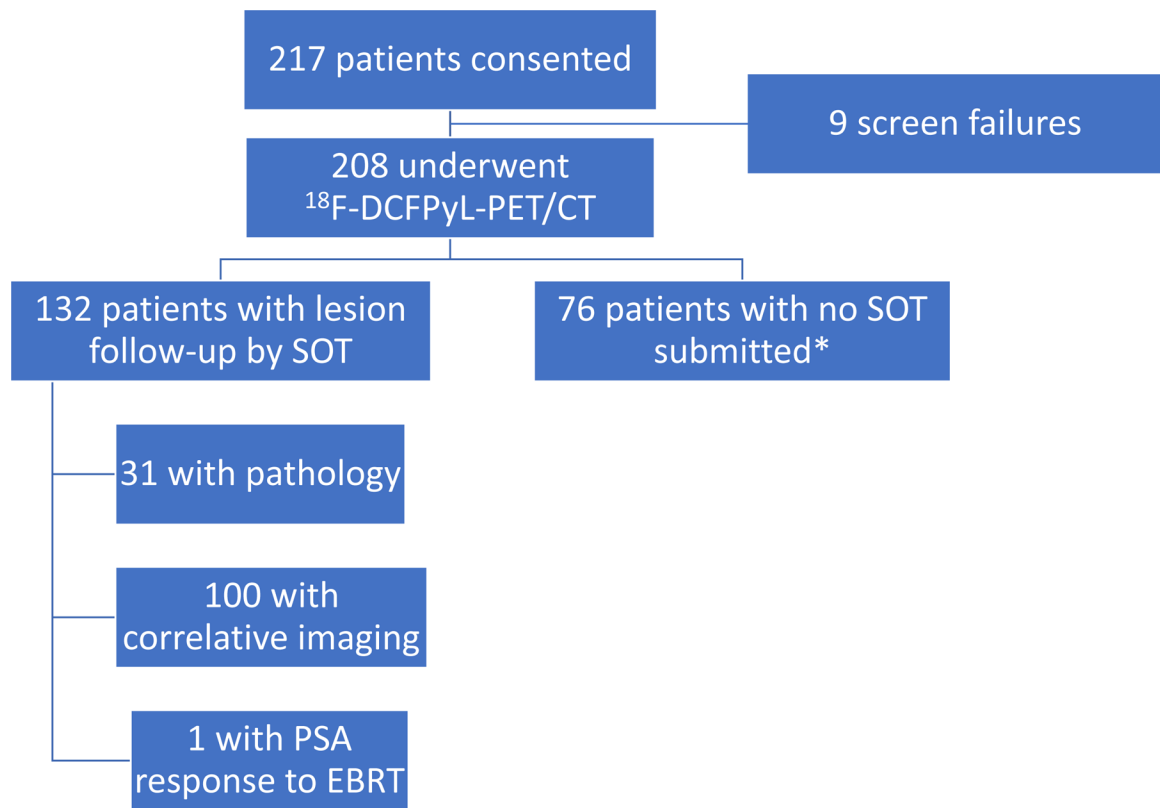 217 patients consented
9 screen failures
208 underwent
¹⁸F-DCFPyL-PET/CT
132 patients with lesion
follow-up by SOT
76 patients with no SOT
submitted*
31 with pathology
100 with
correlative imaging
1 with PSA
response to EBRT